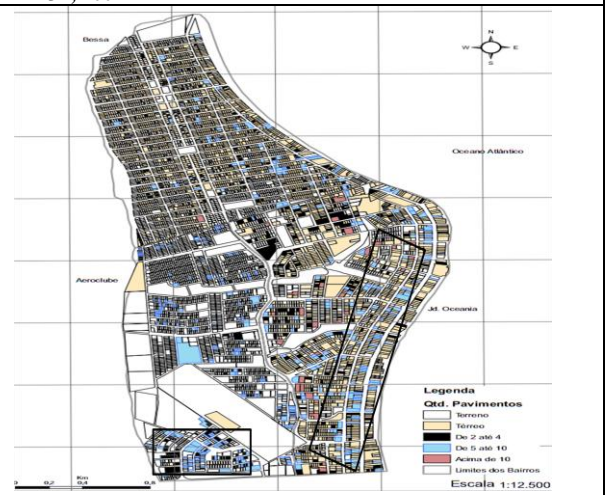 Bessa
N
W
E
S
Oceano Atlântico
Aeroclube
Jd. Oceania
Legenda
Qtd. Pavimentos
Terreno
Térreo
De 2 até 4
De 5 até 10
Acima de 10
Limites dos Bairros
Km
0,8
0,4
0,2
0
Escala 1:12.500